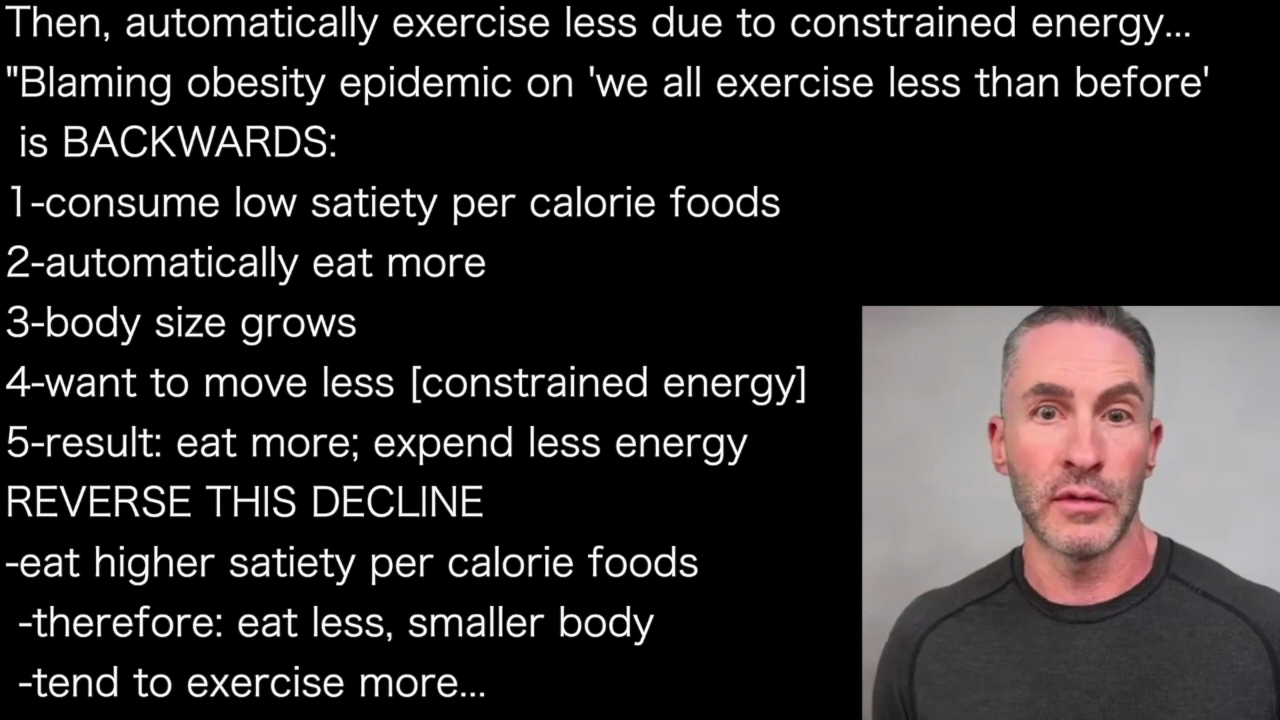 Then, automatically exercise less due to constrained energy...
"Blaming obesity epidemic on 'we all exercise less than before'
is BACKWARDS:
1-consume low satiety per calorie foods
2-automatically eat more
3-body size grows
4-want to move less [constrained energy]
5-result: eat more; expend less energy
REVERSE THIS DECLINE
-eat higher satiety per calorie foods
-therefore: eat less, smaller body
-tend to exercise more...